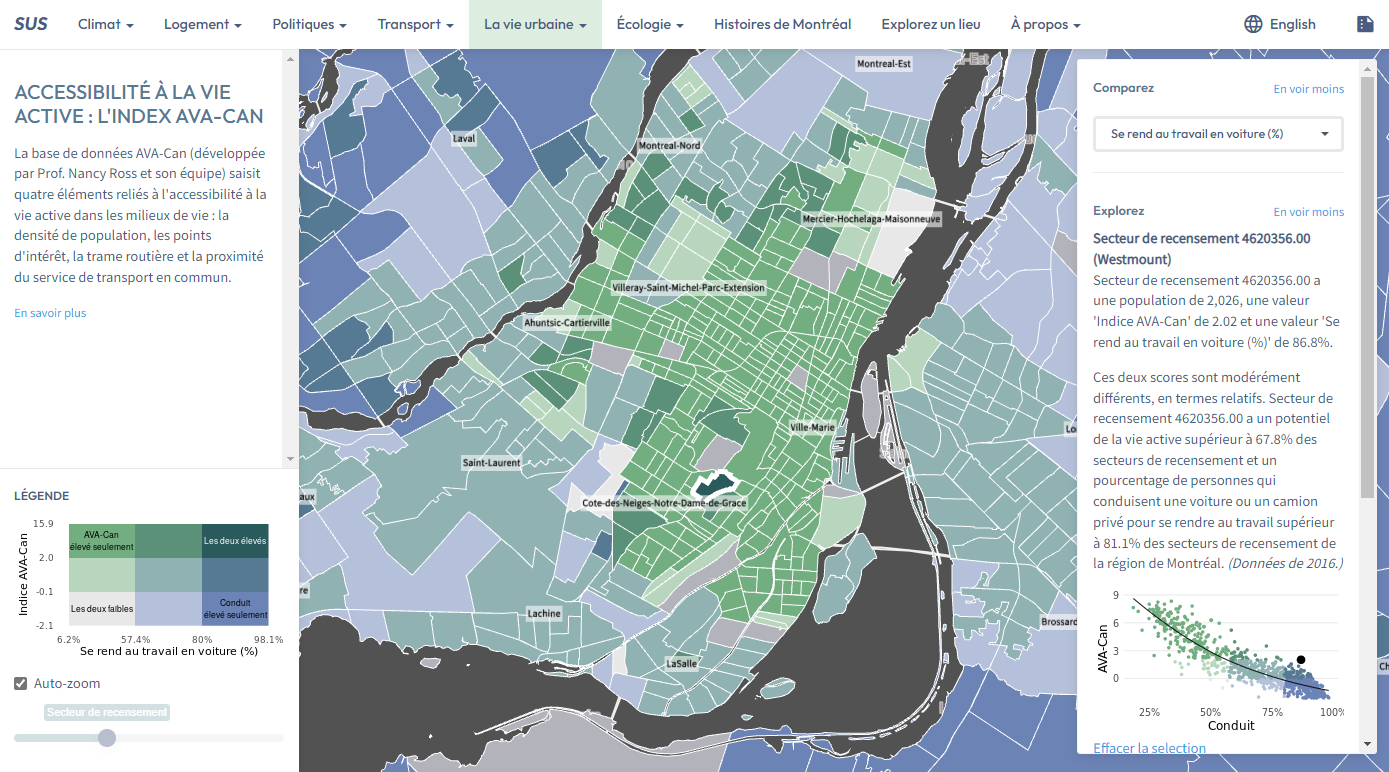 SUS
Climat
Logement
Politiques
Transport
La vie urbaine
Écologie
Histoires de Montréal
Explorez un lieu
À propos
English
ACCESSIBILITÉ À LA VIE
ACTIVE : L'INDEX AVA-CAN
La base de données AVA-Can (développée
par Prof. Nancy Ross et son équipe) saisit
quatre éléments reliés à l'accessibilité à la
vie active dans les milieux de vie : la
densité de population, les points
d'intérêt, la trame routière et la proximité
du service de transport en commun.
En savoir plus
LÉGENDE
Indice AVA-Can
15.9
2.0
-0.1
-2.1
AVA-Can
élevé seulement
Les deux élevés
Les deux faibles
Conduit
élevé seulement
6.2%
57.4%
80%
98.1%
Se rend au travail en voiture (%)
Auto-zoom
Secteur de recensement
Montreal-Est
Laval
Montreal-Nord
Mercier-Hochelaga-Maisonneuve
Villeray-Saint-Michel-Parc-Extension
Ahuntsic-Cartierville
Ville-Marie
Saint-Laurent
Cote-des-Neiges-Notre-Dame-de-Grace
Lachine
LaSalle
Brossard
Comparez
En voir moins
Se rend au travail en voiture (%)
Explorez
En voir moins
Secteur de recensement 4620356.00
(Westmount)
Secteur de recensement 4620356.00 a
une population de 2,026, une valeur
'Indice AVA-Can' de 2.02 et une valeur 'Se
rend au travail en voiture (%)' de 86.8%.
Ces deux scores sont modérément
différents, en termes relatifs. Secteur de
recensement 4620356.00 a un potentiel
de la vie active supérieur à 67.8% des
secteurs de recensement et un
pourcentage de personnes qui
conduisent une voiture ou un camion
privé pour se rendre au travail supérieur
à 81.1% des secteurs de recensement de
la région de Montréal. (Données de 2016.)
AVA-Can
9
6
3
0
25%
50%
75%
100%
Conduit
Effacer la selection